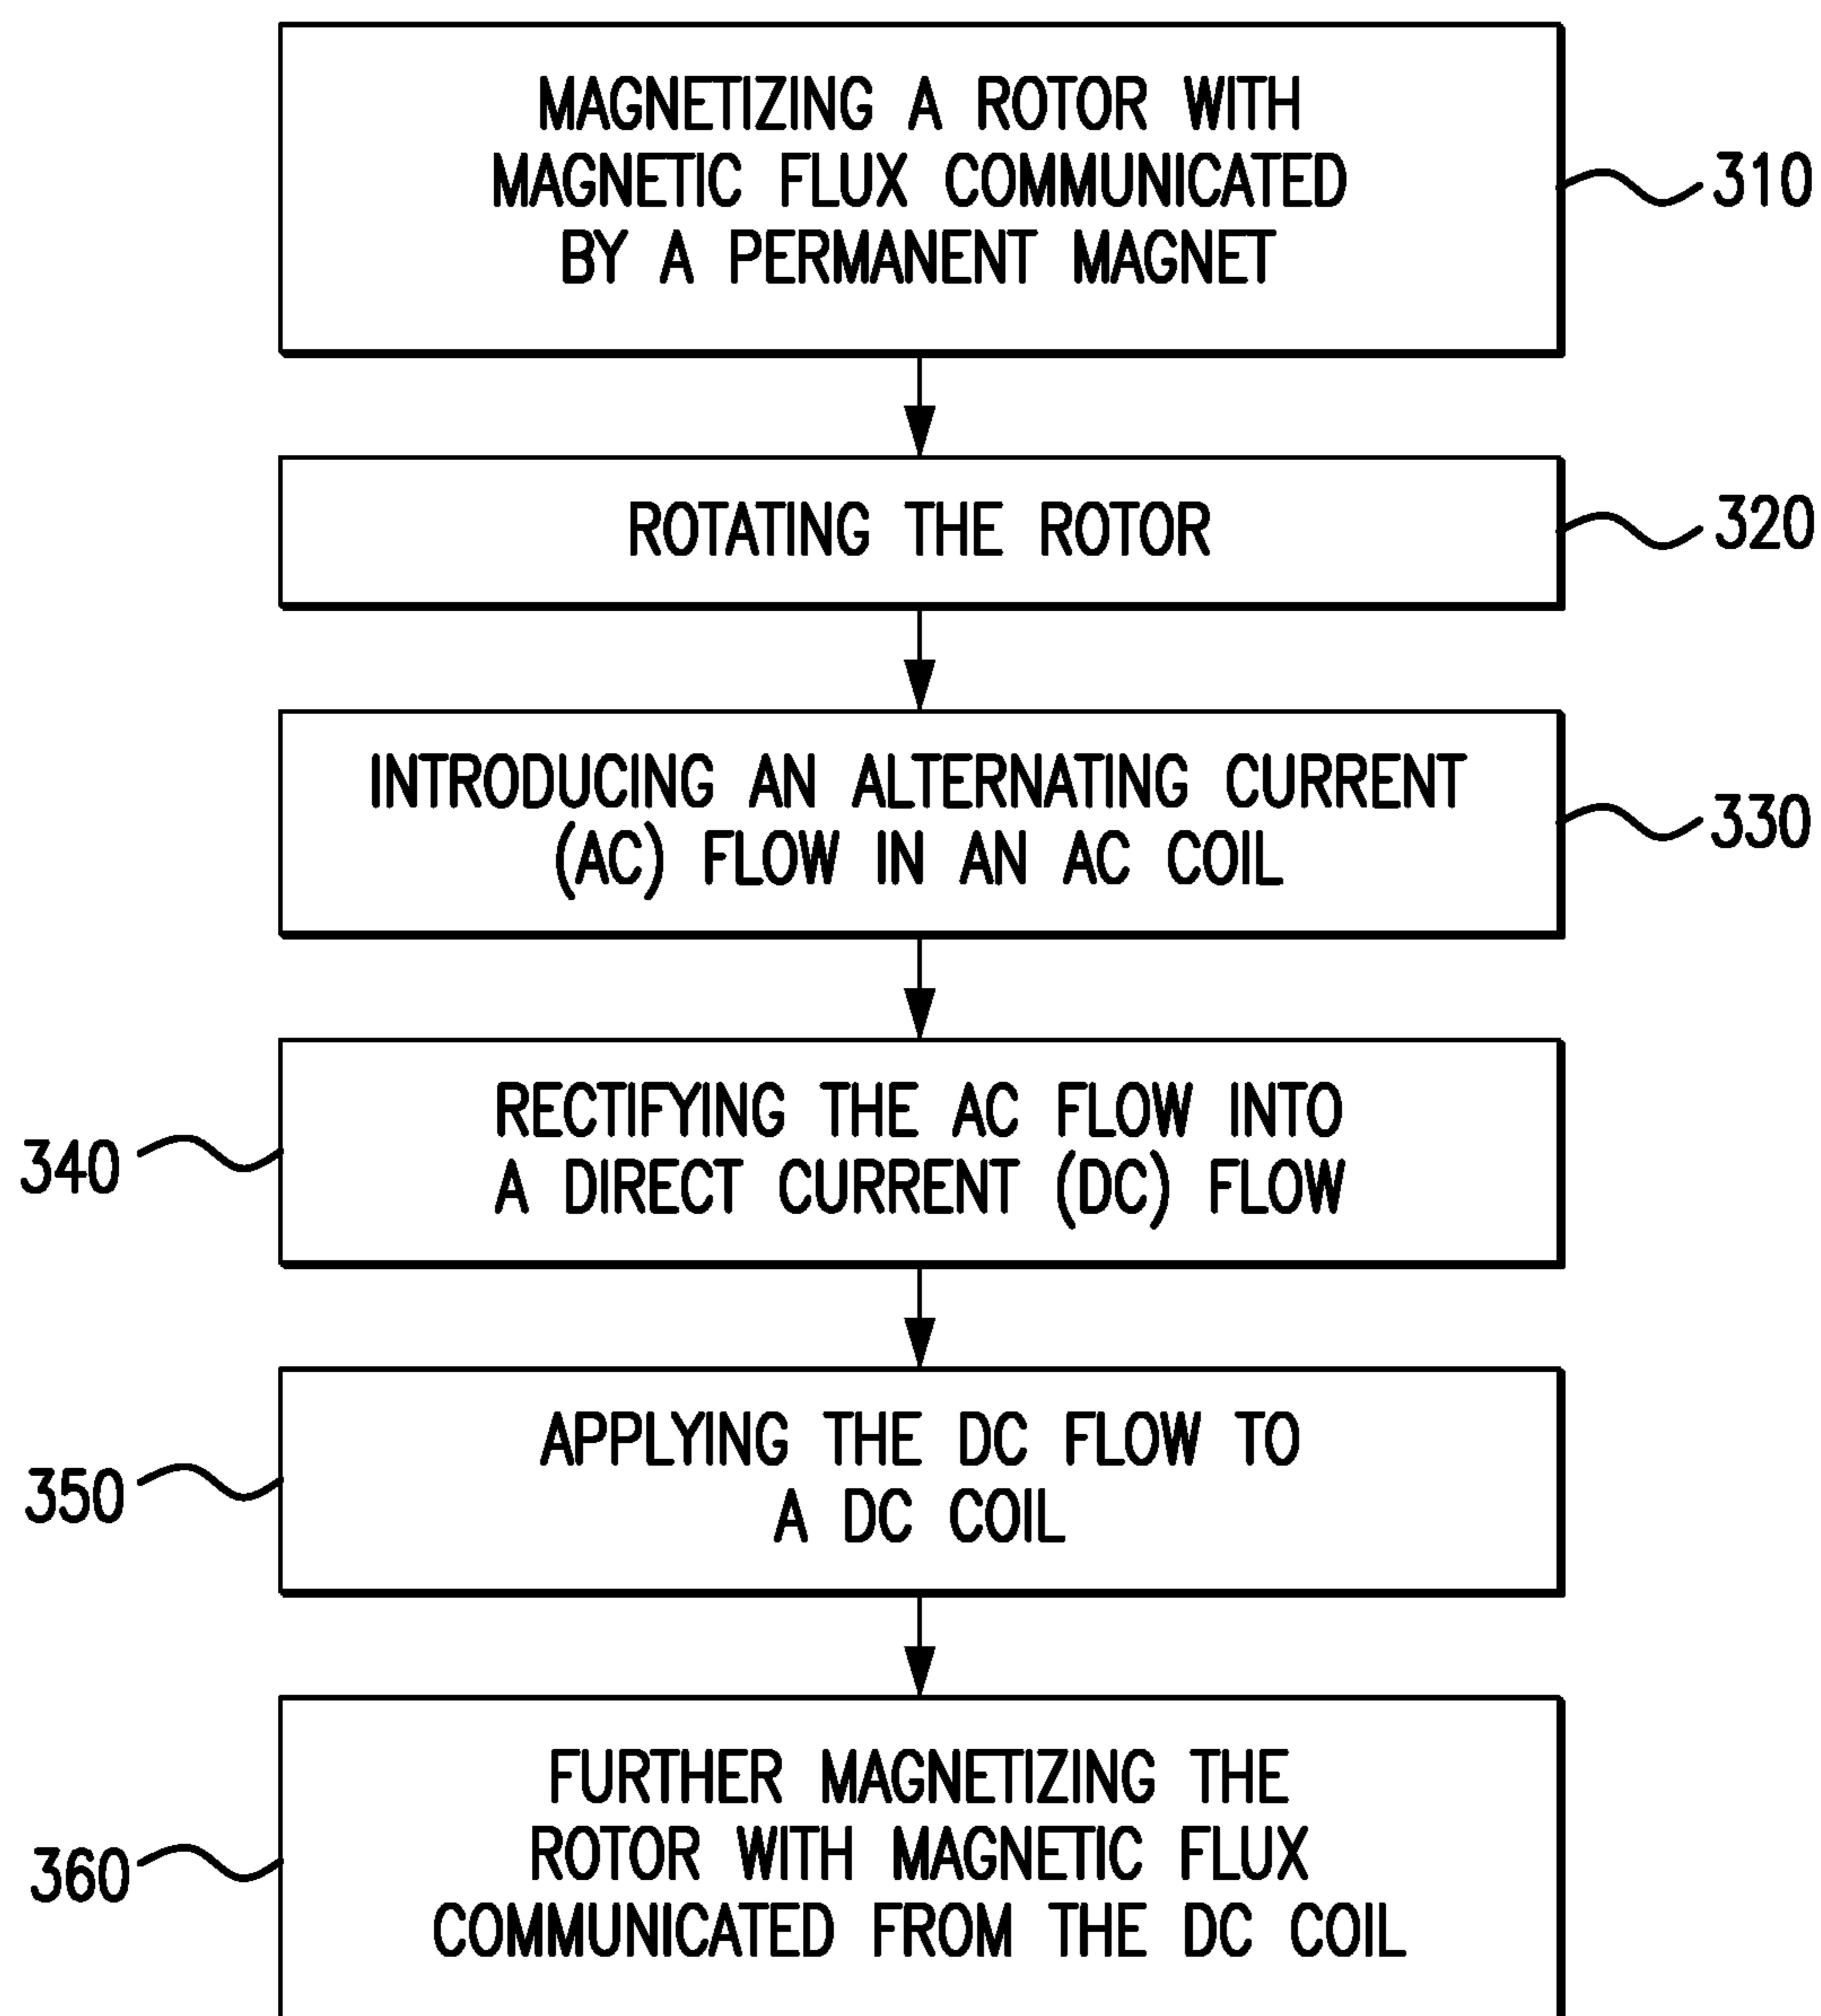 MAGNETIZING A ROTOR WITH
MAGNETIC FLUX COMMUNICATED
BY A PERMANENT MAGNET
310
ROTATING THE ROTOR
320
INTRODUCING AN ALTERNATING CURRENT
(AC) FLOW IN AN AC COIL
330
RECTIFYING THE AC FLOW INTO
A DIRECT CURRENT (DC) FLOW
340
APPLYING THE DC FLOW TO
A DC COIL
350
FURTHER MAGNETIZING THE
ROTOR WITH MAGNETIC FLUX
COMMUNICATED FROM THE DC COIL
360